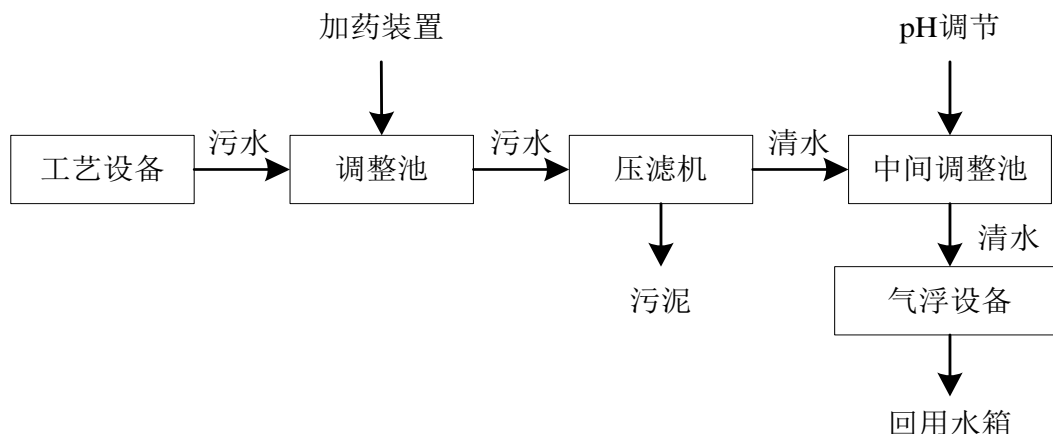 加药装置
pH调节
工艺设备
污水
调整池
污水
压滤机
清水
中间调整池
污泥
清水
气浮设备
回用水箱